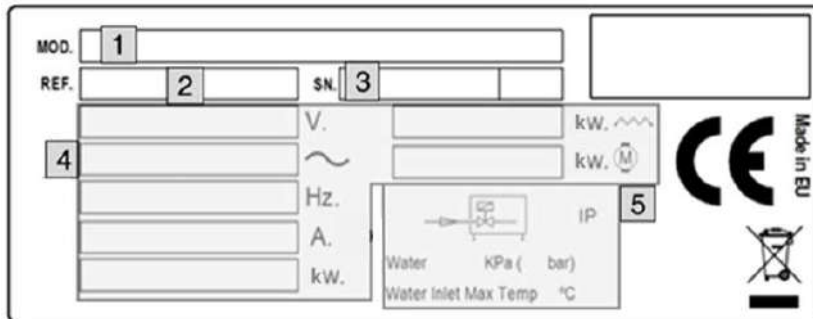 MOD. 1
REF. 2 SN. 3
4 V. kw.
kw. M
Hz.
A.
kw.
5
IP
Water KPa ( bar)
Water Inlet Max Temp °C
CE
Made in EU